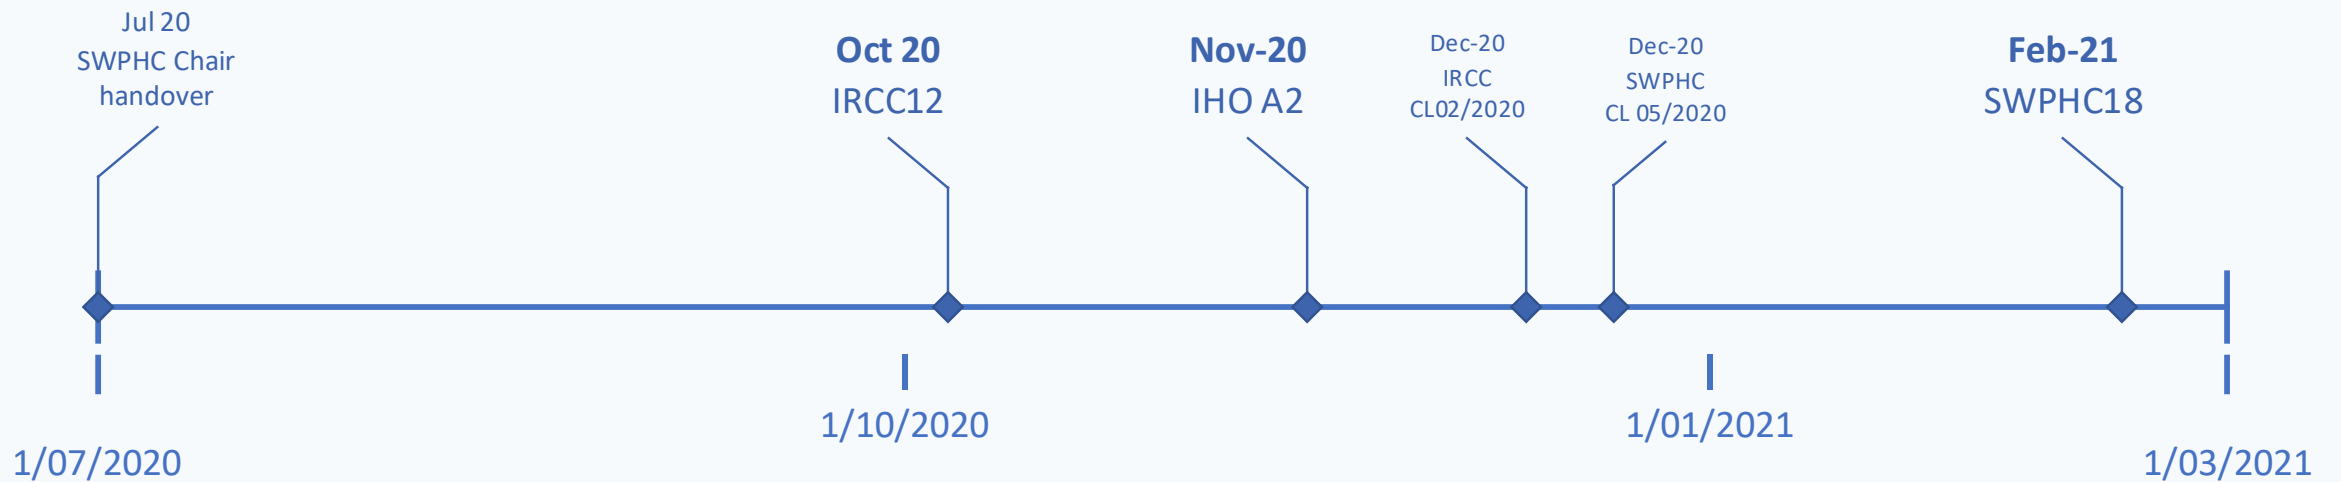 Jul 20
SWPHC Chair
handover
Oct 20
IRCC12
Nov-20
IHO A2
Dec-20
IRCC
CL02/2020
Dec-20
SWPHC
CL 05/2020
Feb-21
SWPHC18
1/07/2020
1/10/2020
1/01/2021
1/03/2021